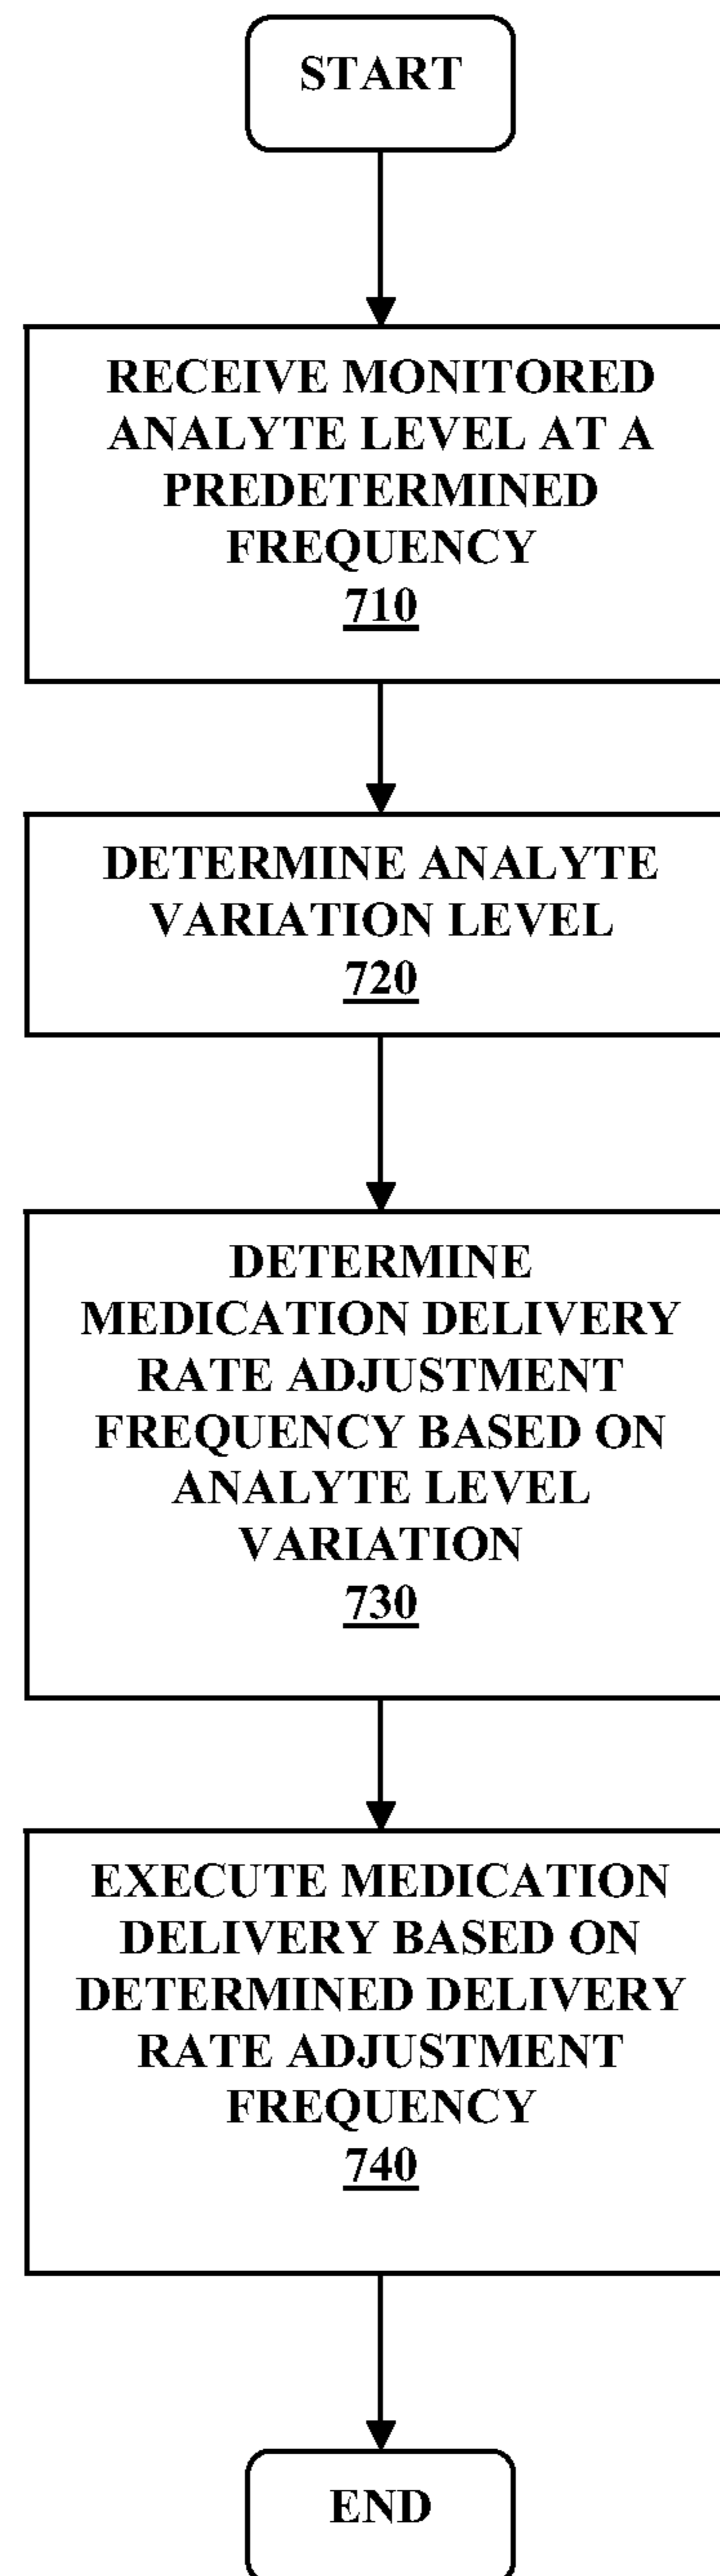 START
RECEIVE MONITORED
ANALYTE LEVEL AT A
PREDETERMINED
FREQUENCY
710
DETERMINE ANALYTE
VARIATION LEVEL
720
DETERMINE
MEDICATION DELIVERY
RATE ADJUSTMENT
FREQUENCY BASED ON
ANALYTE LEVEL
VARIATION
730
EXECUTE MEDICATION
DELIVERY BASED ON
DETERMINED DELIVERY
RATE ADJUSTMENT
FREQUENCY
740
END